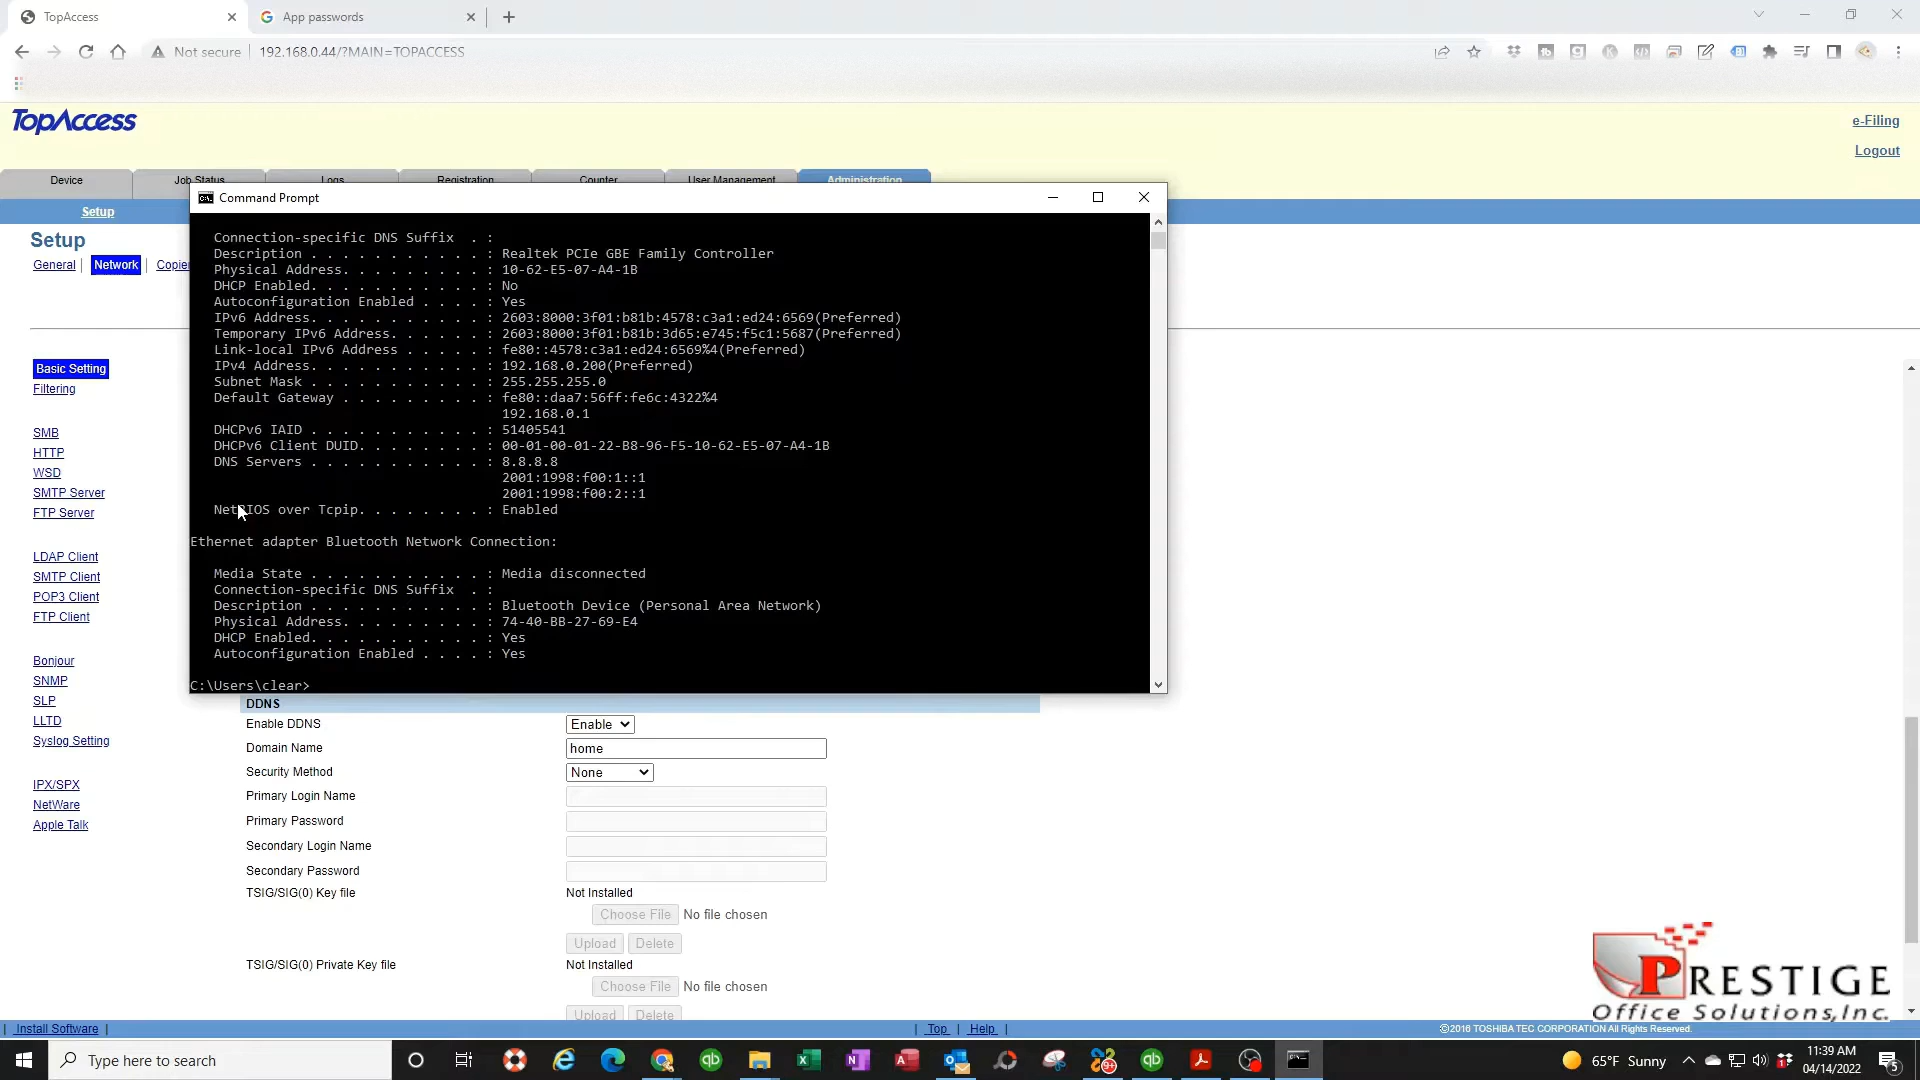 TopAccess
App passwords
Not secure
192.168.0.44/?MAIN=TOPACCESS
TopAccess
e-Filing
Logout
Device
Job Status
Logs
Registration
Counter
User Management
Administration
Setup
Setup
General
Network
Copier
Command Prompt
Connection-specific DNS Suffix . :
Description . . . . . . . . . . . : Realtek PCIe GBE Family Controller
Physical Address. . . . . . . . . : 10-62-E5-07-A4-1B
DHCP Enabled. . . . . . . . . . . : No
Autoconfiguration Enabled . . . . : Yes
IPv6 Address. . . . . . . . . . . : 2603:8000:3f01:b81b:4578:c3a1:ed24:6569(Preferred)
Temporary IPv6 Address. . . . . . : 2603:8000:3f01:b81b:3d65:e745:f5c1:5687(Preferred)
Link-local IPv6 Address . . . . . : fe80::4578:c3a1:ed24:6569%4(Preferred)
IPv4 Address. . . . . . . . . . . : 192.168.0.200(Preferred)
Subnet Mask . . . . . . . . . . . : 255.255.255.0
Default Gateway . . . . . . . . . : fe80::daa7:56ff:fe6c:4322%4
192.168.0.1
DHCPv6 IAID . . . . . . . . . . . : 51405541
DHCPv6 Client DUID. . . . . . . . : 00-01-00-01-22-B8-96-F5-10-62-E5-07-A4-1B
DNS Servers . . . . . . . . . . . : 8.8.8.8
2001:1998:f00:1::1
2001:1998:f00:2::1
NetBIOS over Tcpip. . . . . . . . : Enabled
Ethernet adapter Bluetooth Network Connection:
Media State . . . . . . . . . . . : Media disconnected
Connection-specific DNS Suffix . :
Description . . . . . . . . . . . : Bluetooth Device (Personal Area Network)
Physical Address. . . . . . . . . : 74-40-BB-27-69-E4
DHCP Enabled. . . . . . . . . . . : Yes
Autoconfiguration Enabled . . . . : Yes
C:\Users\clear>
Basic Setting
Filtering
SMB
HTTP
WSD
SMTP Server
FTP Server
LDAP Client
SMTP Client
POP3 Client
FTP Client
Bonjour
SNMP
SLP
LLTD
Syslog Setting
IPX/SPX
NetWare
Apple Talk
DDNS
Enable DDNS
Enable
Domain Name
home
Security Method
None
Primary Login Name
Primary Password
Secondary Login Name
Secondary Password
TSIG/SIG(0) Key file
Not Installed
Choose File No file chosen
Upload Delete
TSIG/SIG(0) Private Key file
Not Installed
Choose File No file chosen
Upload Delete
PRESTIGE
Office Solutions, Inc.
| Install Software |
| Top | Help |
©2016 TOSHIBA TEC CORPORATION All Rights Reserved.
Type here to search
65°F Sunny
11:39 AM
04/14/2022
5